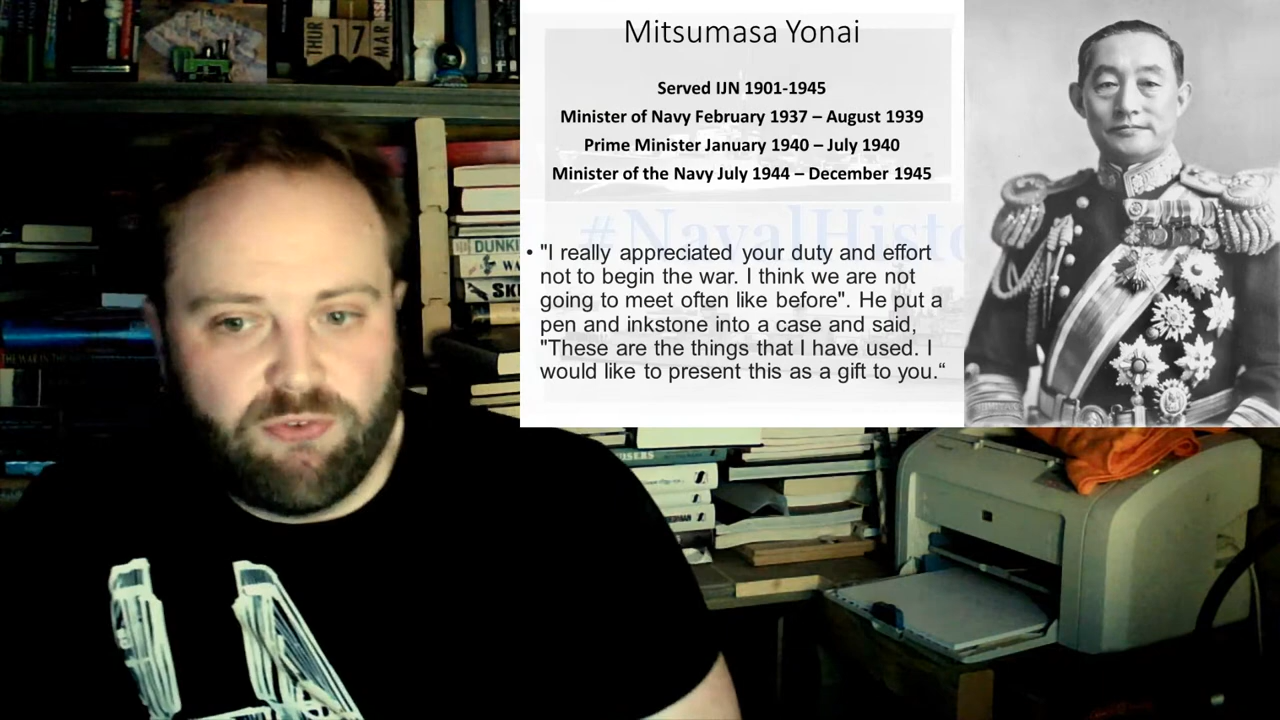 THUR 17 MAR
Mitsumasa Yonai
Served IJN 1901-1945
Minister of Navy February 1937 – August 1939
Prime Minister January 1940 – July 1940
Minister of the Navy July 1944 – December 1945
#NavalHisto
• "I really appreciated your duty and effort
not to begin the war. I think we are not
going to meet often like before". He put a
pen and inkstone into a case and said,
"These are the things that I have used. I
would like to present this as a gift to you.“
DUNKI